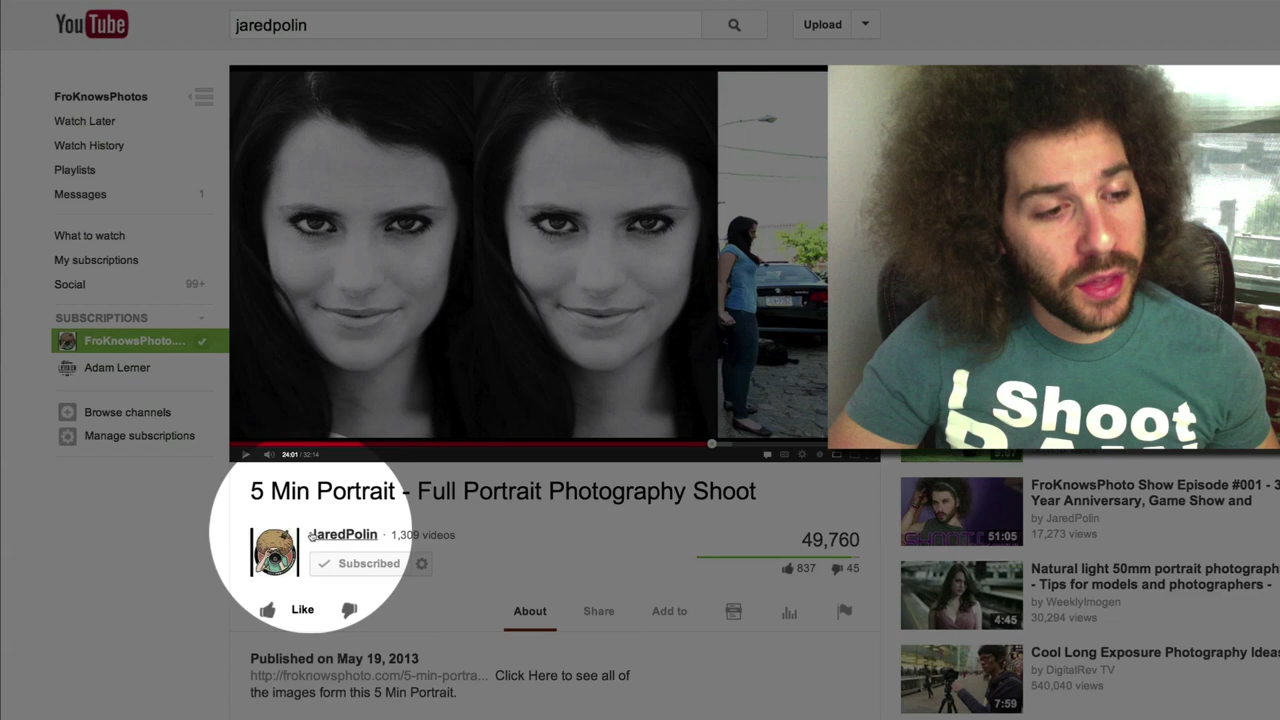 YouTube
jaredpolin
Upload
FroKnowsPhotos
Watch Later
Watch History
Playlists
Messages 1
What to watch
My subscriptions
Social 99+
SUBSCRIPTIONS
FroKnowsPhoto....
Adam Lerner
Browse channels
Manage subscriptions
I Shoot
24:01 / 32:14
5 Min Portrait - Full Portrait Photography Shoot
JaredPolin · 1,309 videos
Subscribed
49,760
837 45
Like
About Share Add to
Published on May 19, 2013
http://froknowsphoto.com/5-min-portra... Click Here to see all of
the images form this 5 Min Portrait.
FroKnowsPhoto Show Episode #001 - 3
Year Anniversary, Game Show and
by JaredPolin
17,273 views
51:05
Natural light 50mm portrait photograph
- Tips for models and photographers -
by WeeklyImogen
30,294 views
4:45
Cool Long Exposure Photography Ideas
by DigitalRev TV
540,040 views
7:59